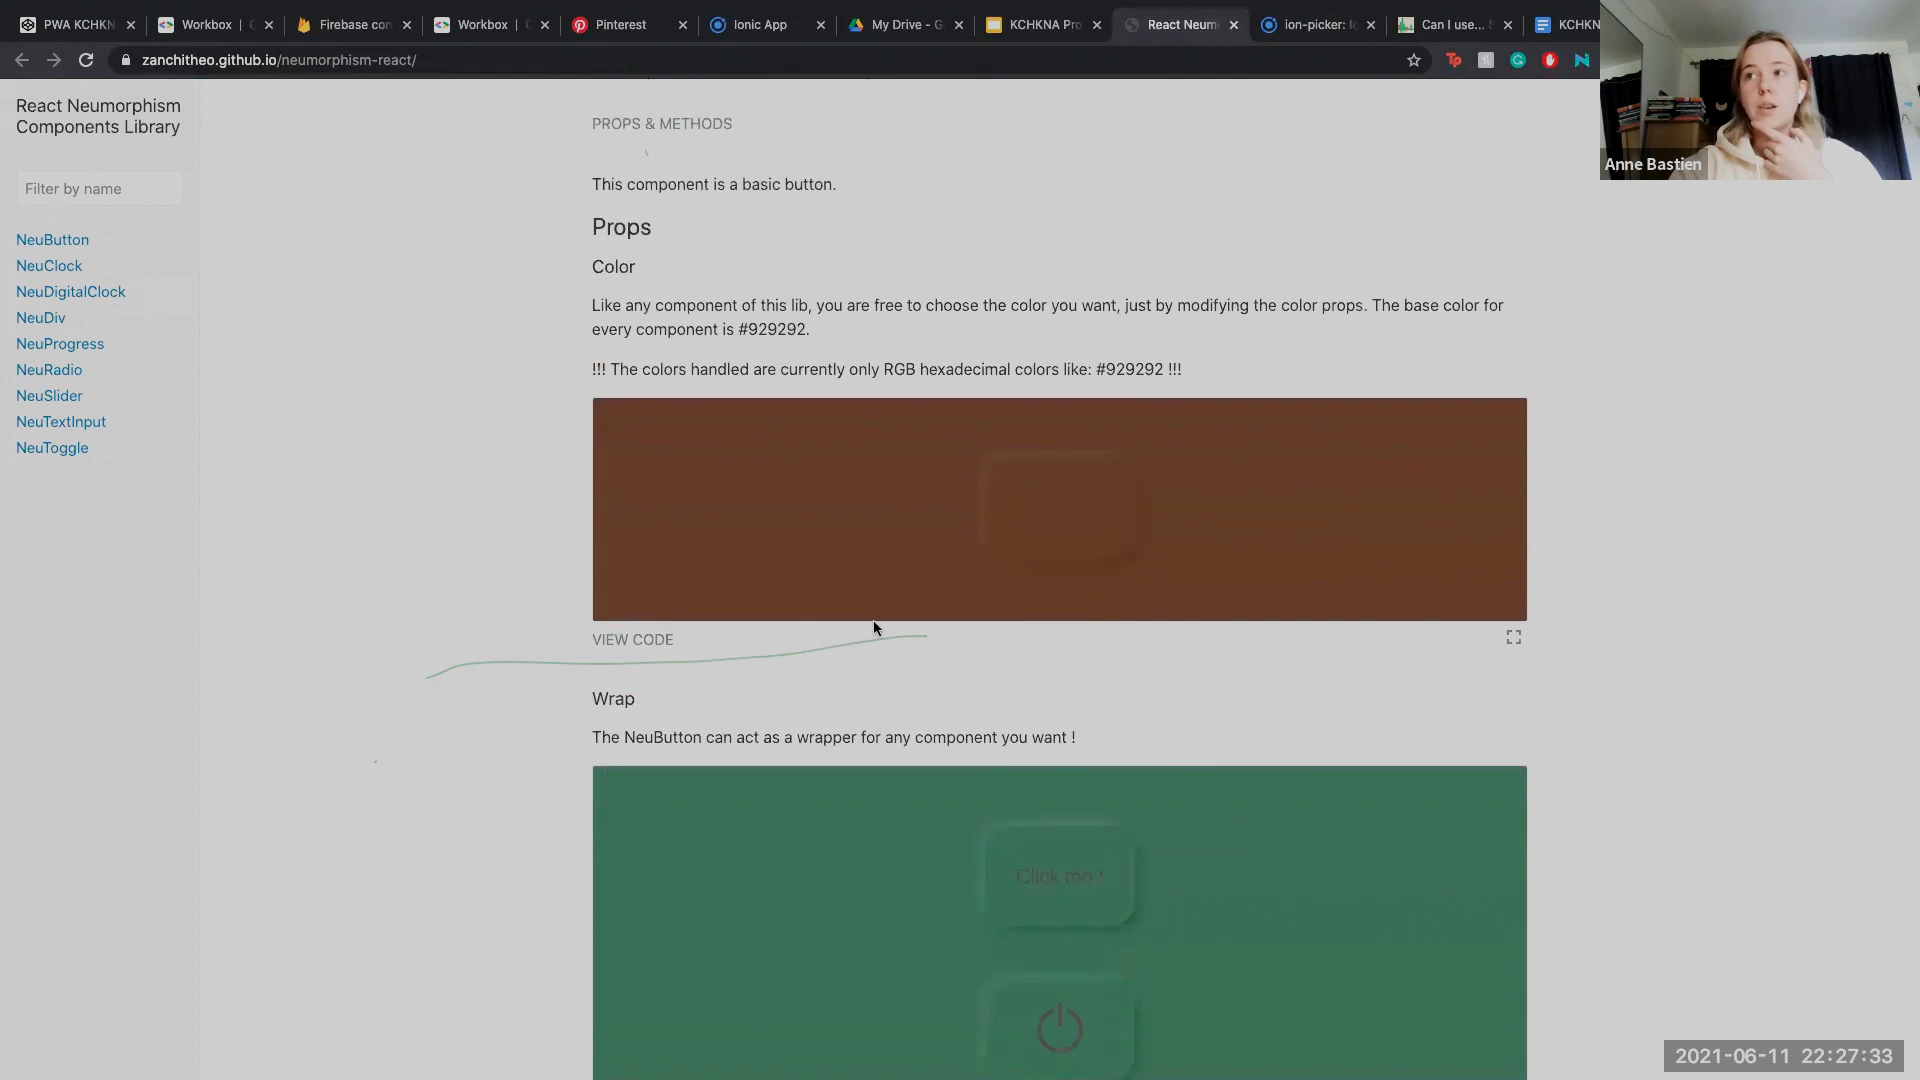 PWA KCHKN
Workbox |
Firebase con
Workbox |
Pinterest
Ionic App
My Drive - G
KCHKNA Pro
React Neum
ion-picker: I
Can I use...
KCHKN
zanchitheo.github.io/neumorphism-react/
Anne Bastien
React Neumorphism
Components Library
Filter by name
NeuButton
NeuClock
NeuDigitalClock
NeuDiv
NeuProgress
NeuRadio
NeuSlider
NeuTextInput
NeuToggle
PROPS & METHODS
This component is a basic button.
Props
Color
Like any component of this lib, you are free to choose the color you want, just by modifying the color props. The base color for
every component is #929292.
!!! The colors handled are currently only RGB hexadecimal colors like: #929292 !!!
VIEW CODE
Wrap
The NeuButton can act as a wrapper for any component you want !
Click me !
2021-06-11 22:27:33